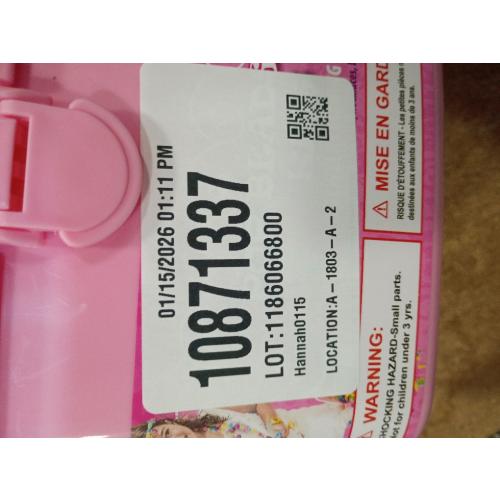 01/15/2026 01:11 PM
10871337
LOT:1186066800
Hannah0115
LOCATION:A-1803-A-2
MISE EN GARD
RISQUE D'ÉTOUFFEMENT - Les petites pièces
destinées aux enfants de moins de 3 ans.
WARNING:
CHOCKING HAZARD-Small parts.
Not for children under 3 yrs.